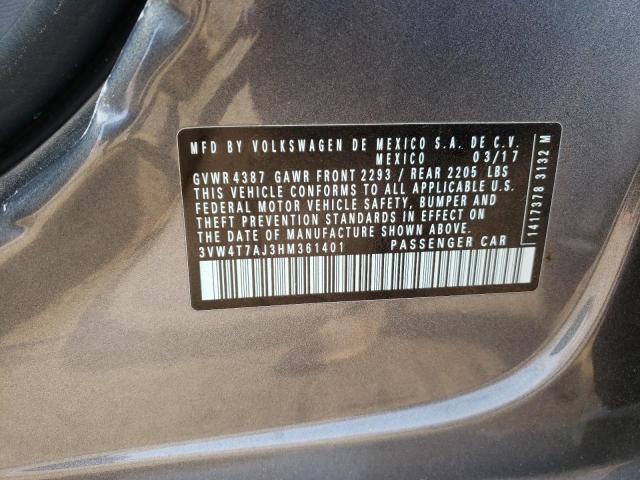 MFD BY VOLKSWAGEN DE MEXICO S.A. DE C.V.
MEXICO 03/17
GVWR 4387 GAWR FRONT 2293 / REAR 2205 LBS
THIS VEHICLE CONFORMS TO ALL APPLICABLE U.S.
FEDERAL MOTOR VEHICLE SAFETY, BUMPER AND
THEFT PREVENTION STANDARDS IN EFFECT ON
THE DATE OF MANUFACTURE SHOWN ABOVE.
3VW4T7AJ3HM361401 PASSENGER CAR
1417378 3132 M